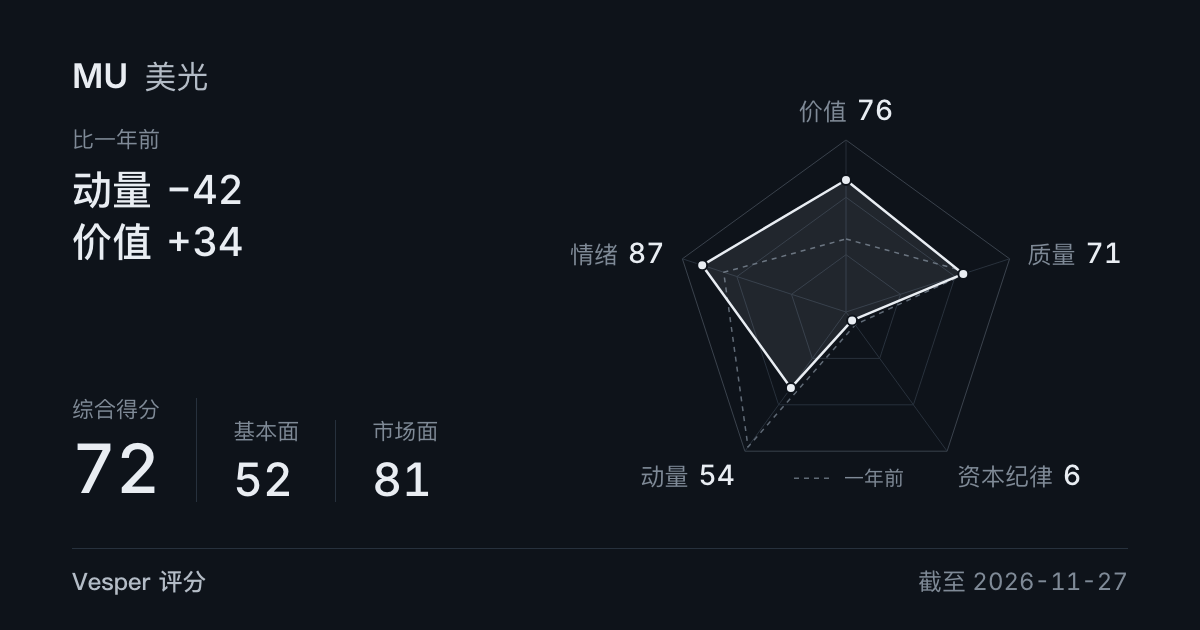 MU 美光
比一年前
动量 −42
价值 +34
综合得分
72
基本面
52
市场面
81
价值 76
情绪 87
质量 71
动量 54
一年前
资本纪律 6
Vesper 评分
截至 2026-11-27